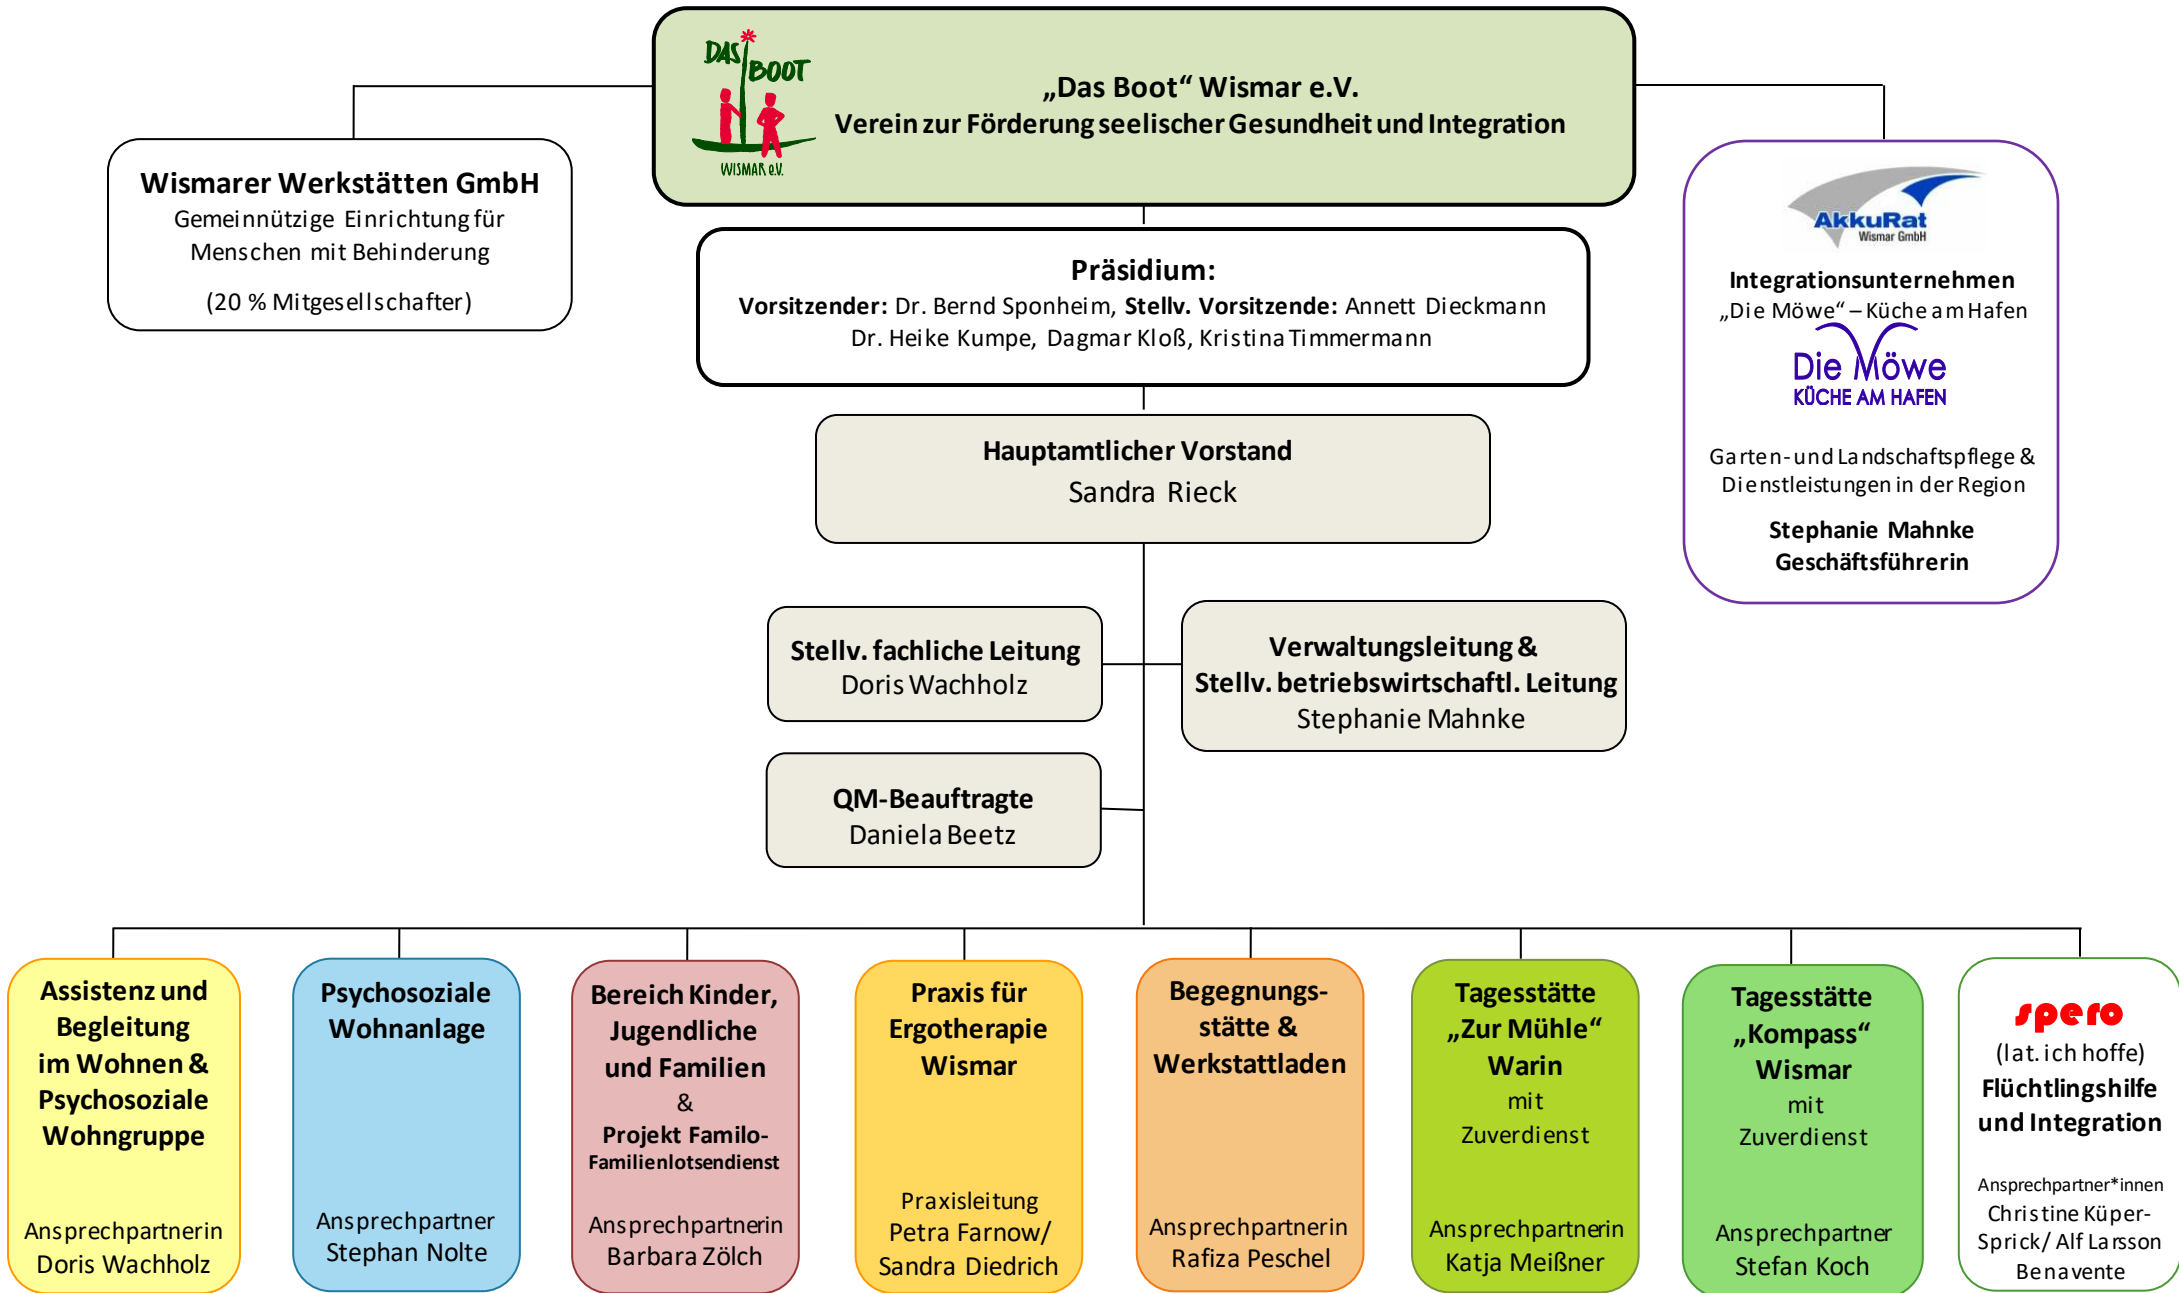 DAS BOOT
WISMAR e.V.
„Das Boot“ Wismar e.V.
Verein zur Förderung seelischer Gesundheit und Integration
Wismarer Werkstätten GmbH
Gemeinnützige Einrichtung für
Menschen mit Behinderung
(20 % Mitgesellschafter)
AkkuRat
Wismar GmbH
Integrationsunternehmen
„Die Möwe“ – Küche am Hafen
Die Möwe
KÜCHE AM HAFEN
Garten- und Landschaftspflege &
Dienstleistungen in der Region
Stephanie Mahnke
Geschäftsführerin
Präsidium:
Vorsitzender: Dr. Bernd Sponheim, Stellv. Vorsitzende: Annett Dieckmann
Dr. Heike Kumpe, Dagmar Kloß, Kristina Timmermann
Hauptamtlicher Vorstand
Sandra Rieck
Stellv. fachliche Leitung
Doris Wachholz
Verwaltungsleitung &
Stellv. betriebswirtschaftl. Leitung
Stephanie Mahnke
QM-Beauftragte
Daniela Beetz
Assistenz und
Begleitung
im Wohnen &
Psychosoziale
Wohngruppe
Ansprechpartnerin
Doris Wachholz
Psychosoziale
Wohnanlage
Ansprechpartner
Stephan Nolte
Bereich Kinder,
Jugendliche
und Familien
&
Projekt Familo-
Familienlotsendienst
Ansprechpartnerin
Barbara Zölch
Praxis für
Ergotherapie
Wismar
Praxisleitung
Petra Farnow/
Sandra Diedrich
Begegnungs-
stätte &
Werkstattladen
Ansprechpartnerin
Rafiza Peschel
Tagesstätte
„Zur Mühle“
Warin
mit
Zuverdienst
Ansprechpartnerin
Katja Meißner
Tagesstätte
„Kompass“
Wismar
mit
Zuverdienst
Ansprechpartner
Stefan Koch
spero
(lat. ich hoffe)
Flüchtlingshilfe
und Integration
Ansprechpartner*innen
Christine Küper-
Sprick/ Alf Larsson
Benavente